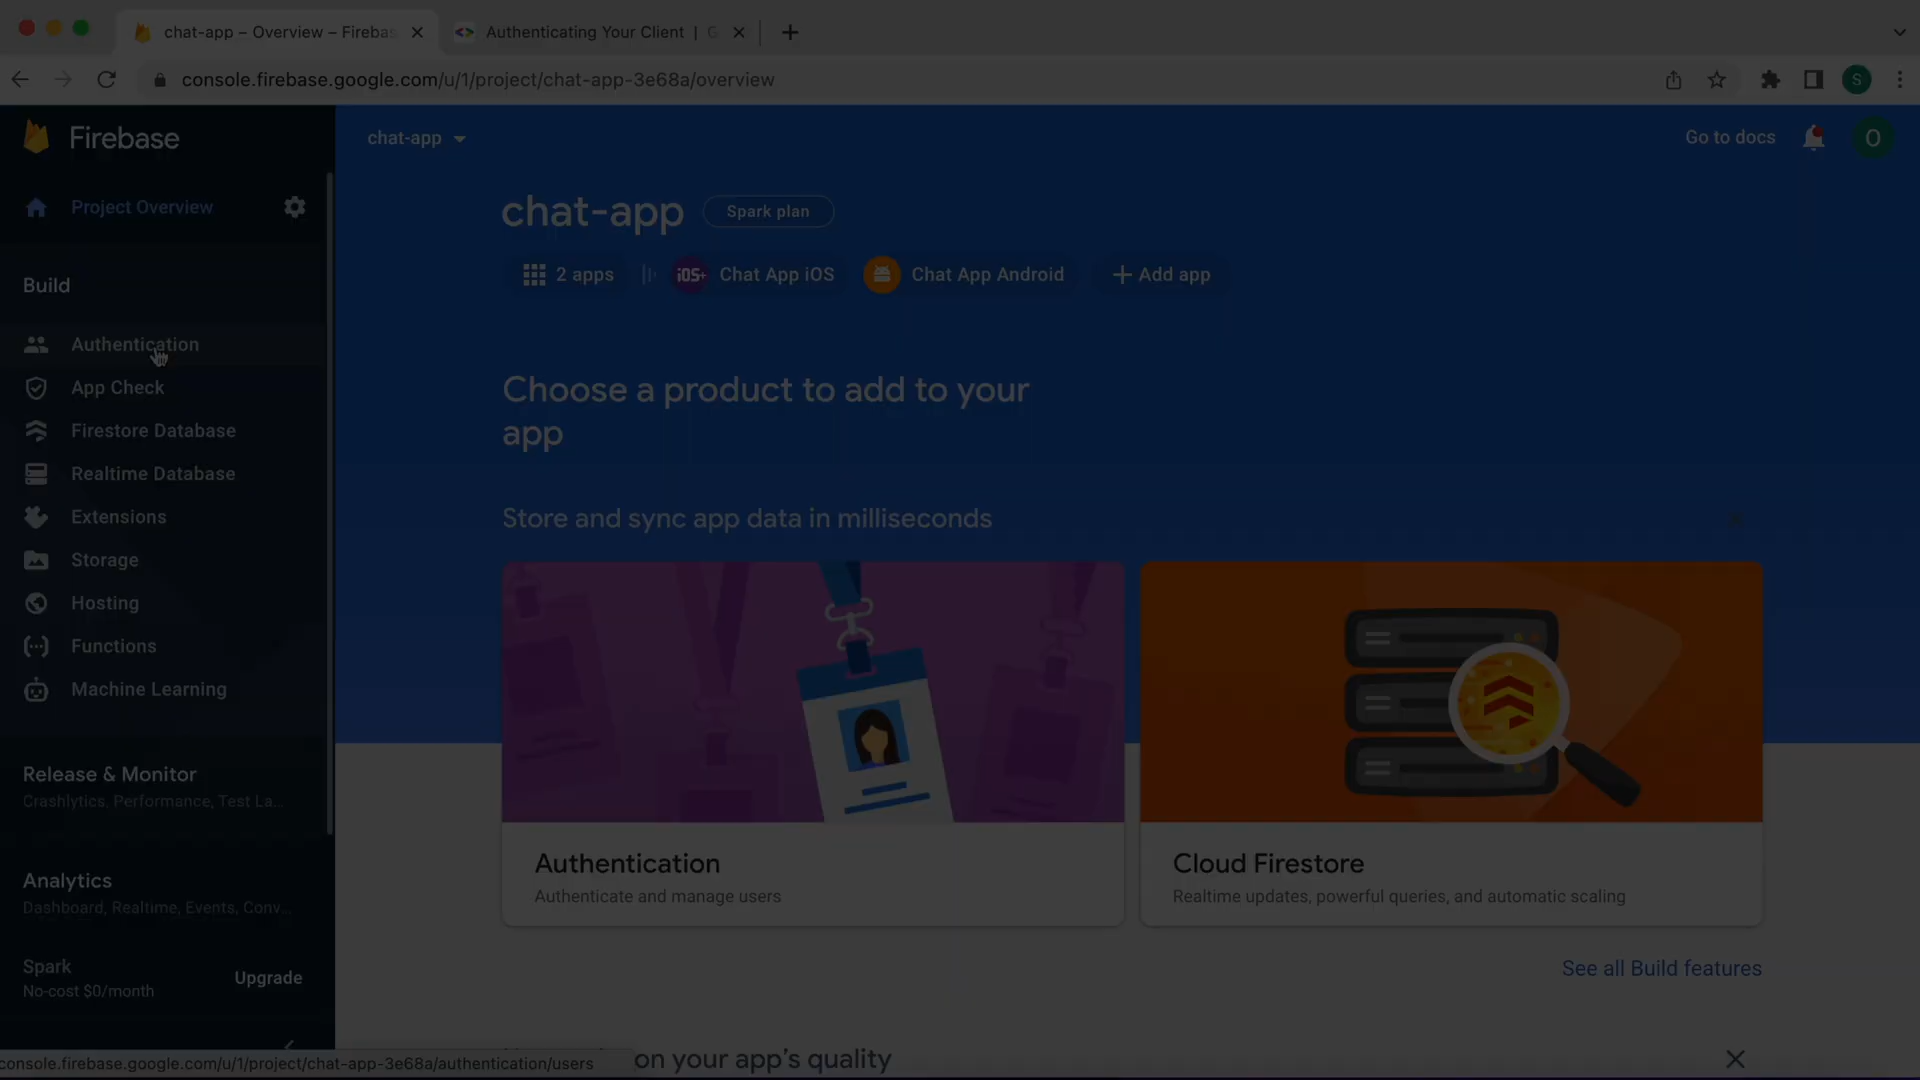 chat-app – Overview – Firebas
Authenticating Your Client | G
console.firebase.google.com/u/1/project/chat-app-3e68a/overview
S
Firebase
chat-app
Go to docs
O
Project Overview
chat-app
Spark plan
2 apps
iOS+
Chat App iOS
Chat App Android
Add app
Build
Authentication
App Check
Firestore Database
Realtime Database
Extensions
Storage
Hosting
Functions
Machine Learning
Choose a product to add to your
app
Store and sync app data in milliseconds
Release & Monitor
Crashlytics, Performance, Test La...
Authentication
Authenticate and manage users
Cloud Firestore
Realtime updates, powerful queries, and automatic scaling
Analytics
Dashboard, Realtime, Events, Conv...
Spark
No-cost $0/month
Upgrade
See all Build features
console.firebase.google.com/u/1/project/chat-app-3e68a/authentication/users
on your app's quality